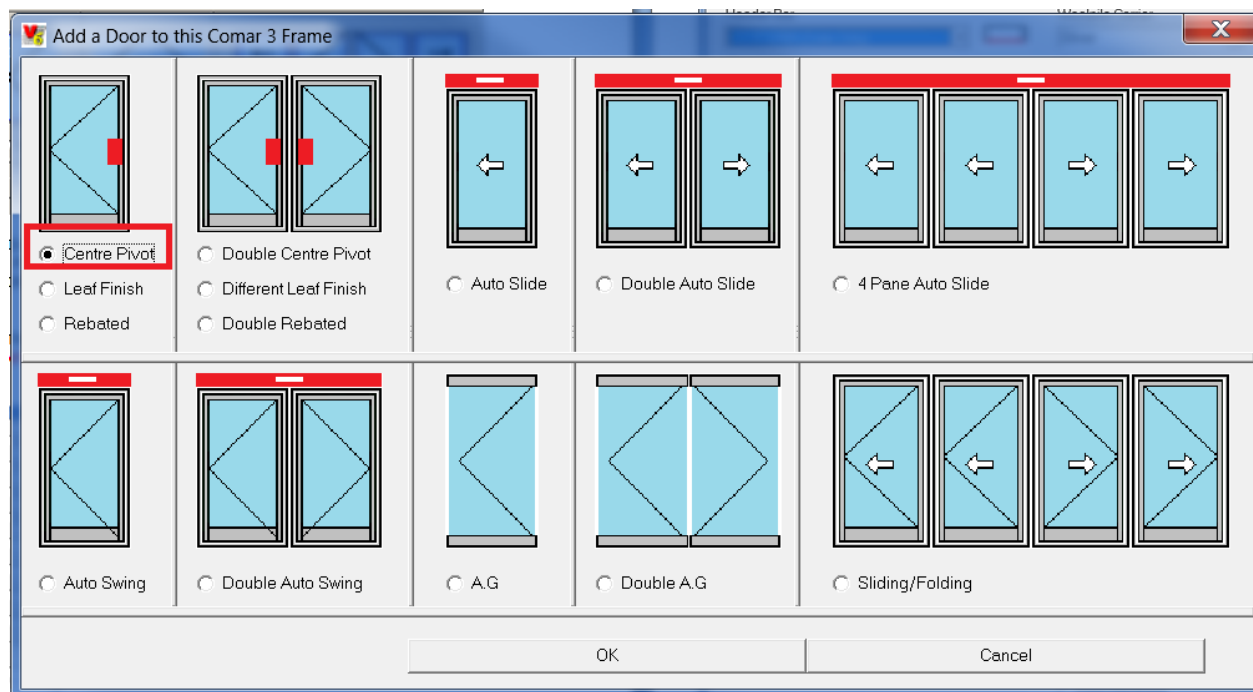 Add a Door to this Comar 3 Frame
Centre Pivot
Leaf Finish
Rebated
Double Centre Pivot
Different Leaf Finish
Double Rebated
Auto Slide
Double Auto Slide
4 Pane Auto Slide
Auto Swing
Double Auto Swing
A.G
Double A.G
Sliding/Folding
OK
Cancel